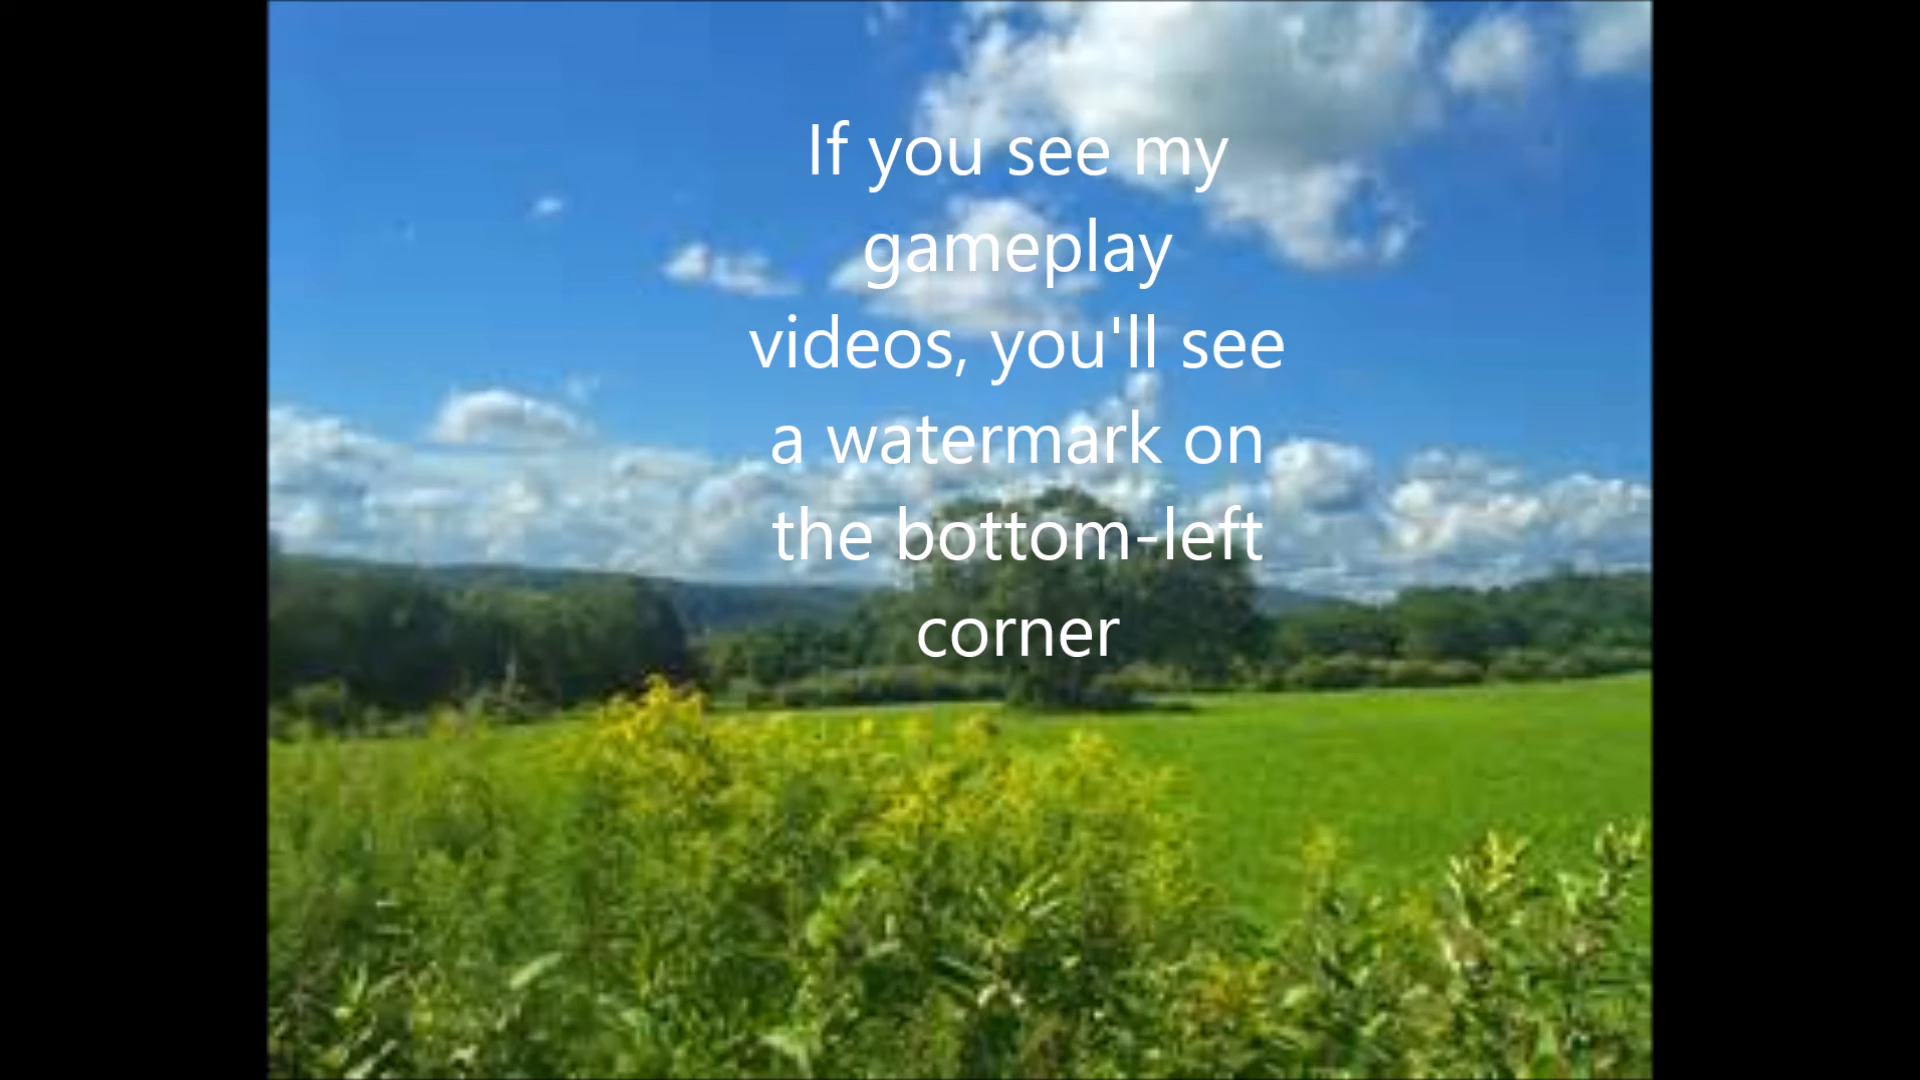 If you see my
gameplay
videos, you'll see
a watermark on
the bottom-left
corner